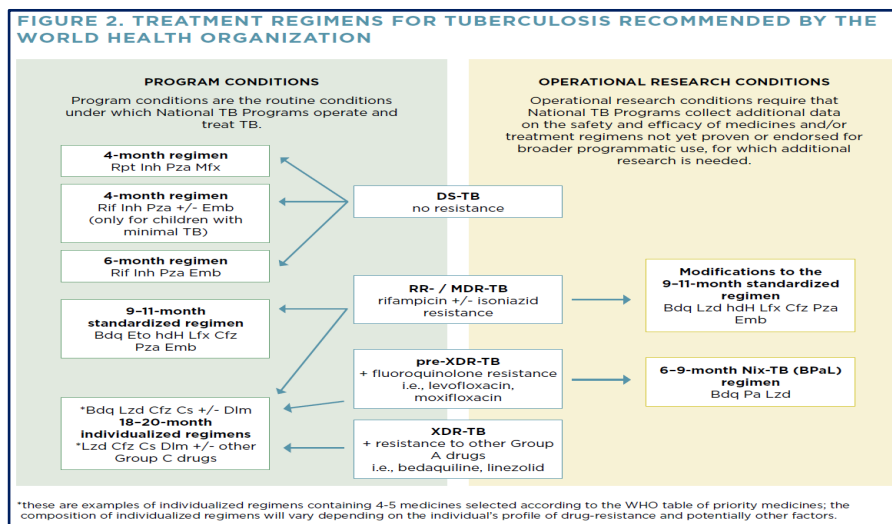 FIGURE 2. TREATMENT REGIMENS FOR TUBERCULOSIS RECOMMENDED BY THE
WORLD HEALTH ORGANIZATION
PROGRAM CONDITIONS
Program conditions are the routine conditions
under which National TB Programs operate and
treat TB.
4-month regimen
Rpt Inh Pza Mfx
4-month regimen
Rif Inh Pza +/- Emb
(only for children with
minimal TB)
6-month regimen
Rif Inh Pza Emb
9–11-month
standardized regimen
Bdq Eto hdH Lfx Cfz
Pza Emb
*Bdq Lzd Cfz Cs +/- Dlm
18–20-month
individualized regimens
*Lzd Cfz Cs Dlm +/- other
Group C drugs
DS-TB
no resistance
RR- / MDR-TB
rifampicin +/- isoniazid
resistance
pre-XDR-TB
+ fluoroquinolone resistance
i.e., levofloxacin,
moxifloxacin
XDR-TB
+ resistance to other Group
A drugs
i.e., bedaquiline, linezolid
OPERATIONAL RESEARCH CONDITIONS
Operational research conditions require that
National TB Programs collect additional data
on the safety and efficacy of medicines and/or
treatment regimens not yet proven or endorsed for
broader programmatic use, for which additional
research is needed.
Modifications to the
9–11-month standardized
regimen
Bdq Lzd hdH Lfx Cfz Pza
Emb
6–9-month Nix-TB (BPaL)
regimen
Bdq Pa Lzd
*these are examples of individualized regimens containing 4-5 medicines selected according to the WHO table of priority medicines; the
composition of individualized regimens will vary depending on the individual's profile of drug-resistance and potentially other factors.